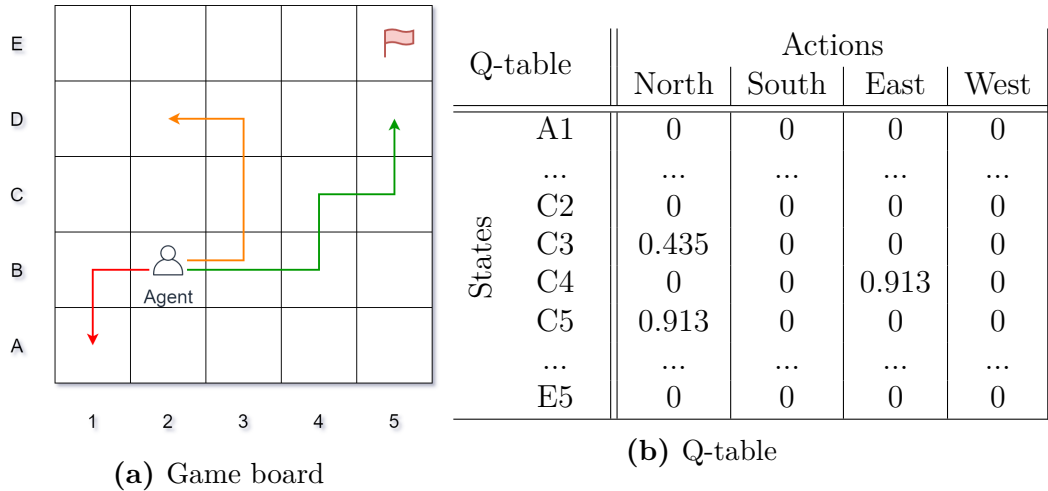 E
D
C
B
A
Agent
1 2 3 4 5
(a) Game board
Q-table Actions
North South East West
States
A1 0 0 0 0
... ... ... ... ...
C2 0 0 0 0
C3 0.435 0 0 0
C4 0 0 0.913 0
C5 0.913 0 0 0
... ... ... ... ...
E5 0 0 0 0
(b) Q-table